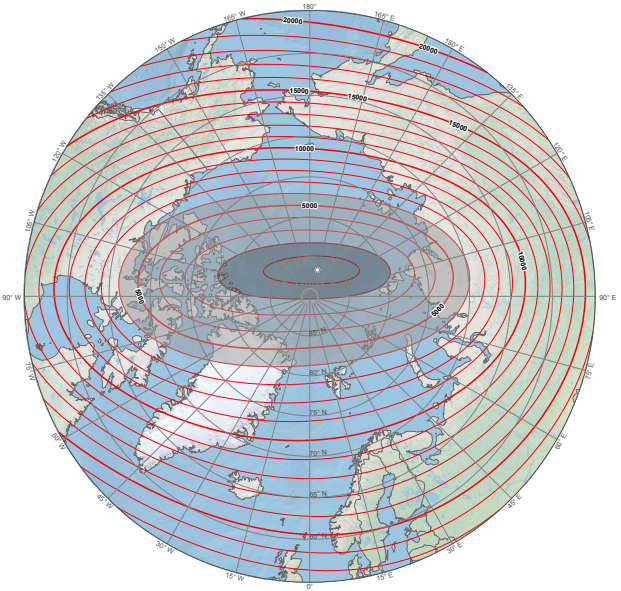 180°
165° W
165° E
20000
150° W
150° E
20000
135° W
15000
15000
135° E
15000
120° W
10000
120° E
5000
105° W
105° E
10000
90° W
5000
5000
90° E
85° N
75° W
80° N
75° E
75° N
60° W
70° N
60° E
65° N
45° W
45° E
60° N
30° W
30° E
15° W
15° E
0°